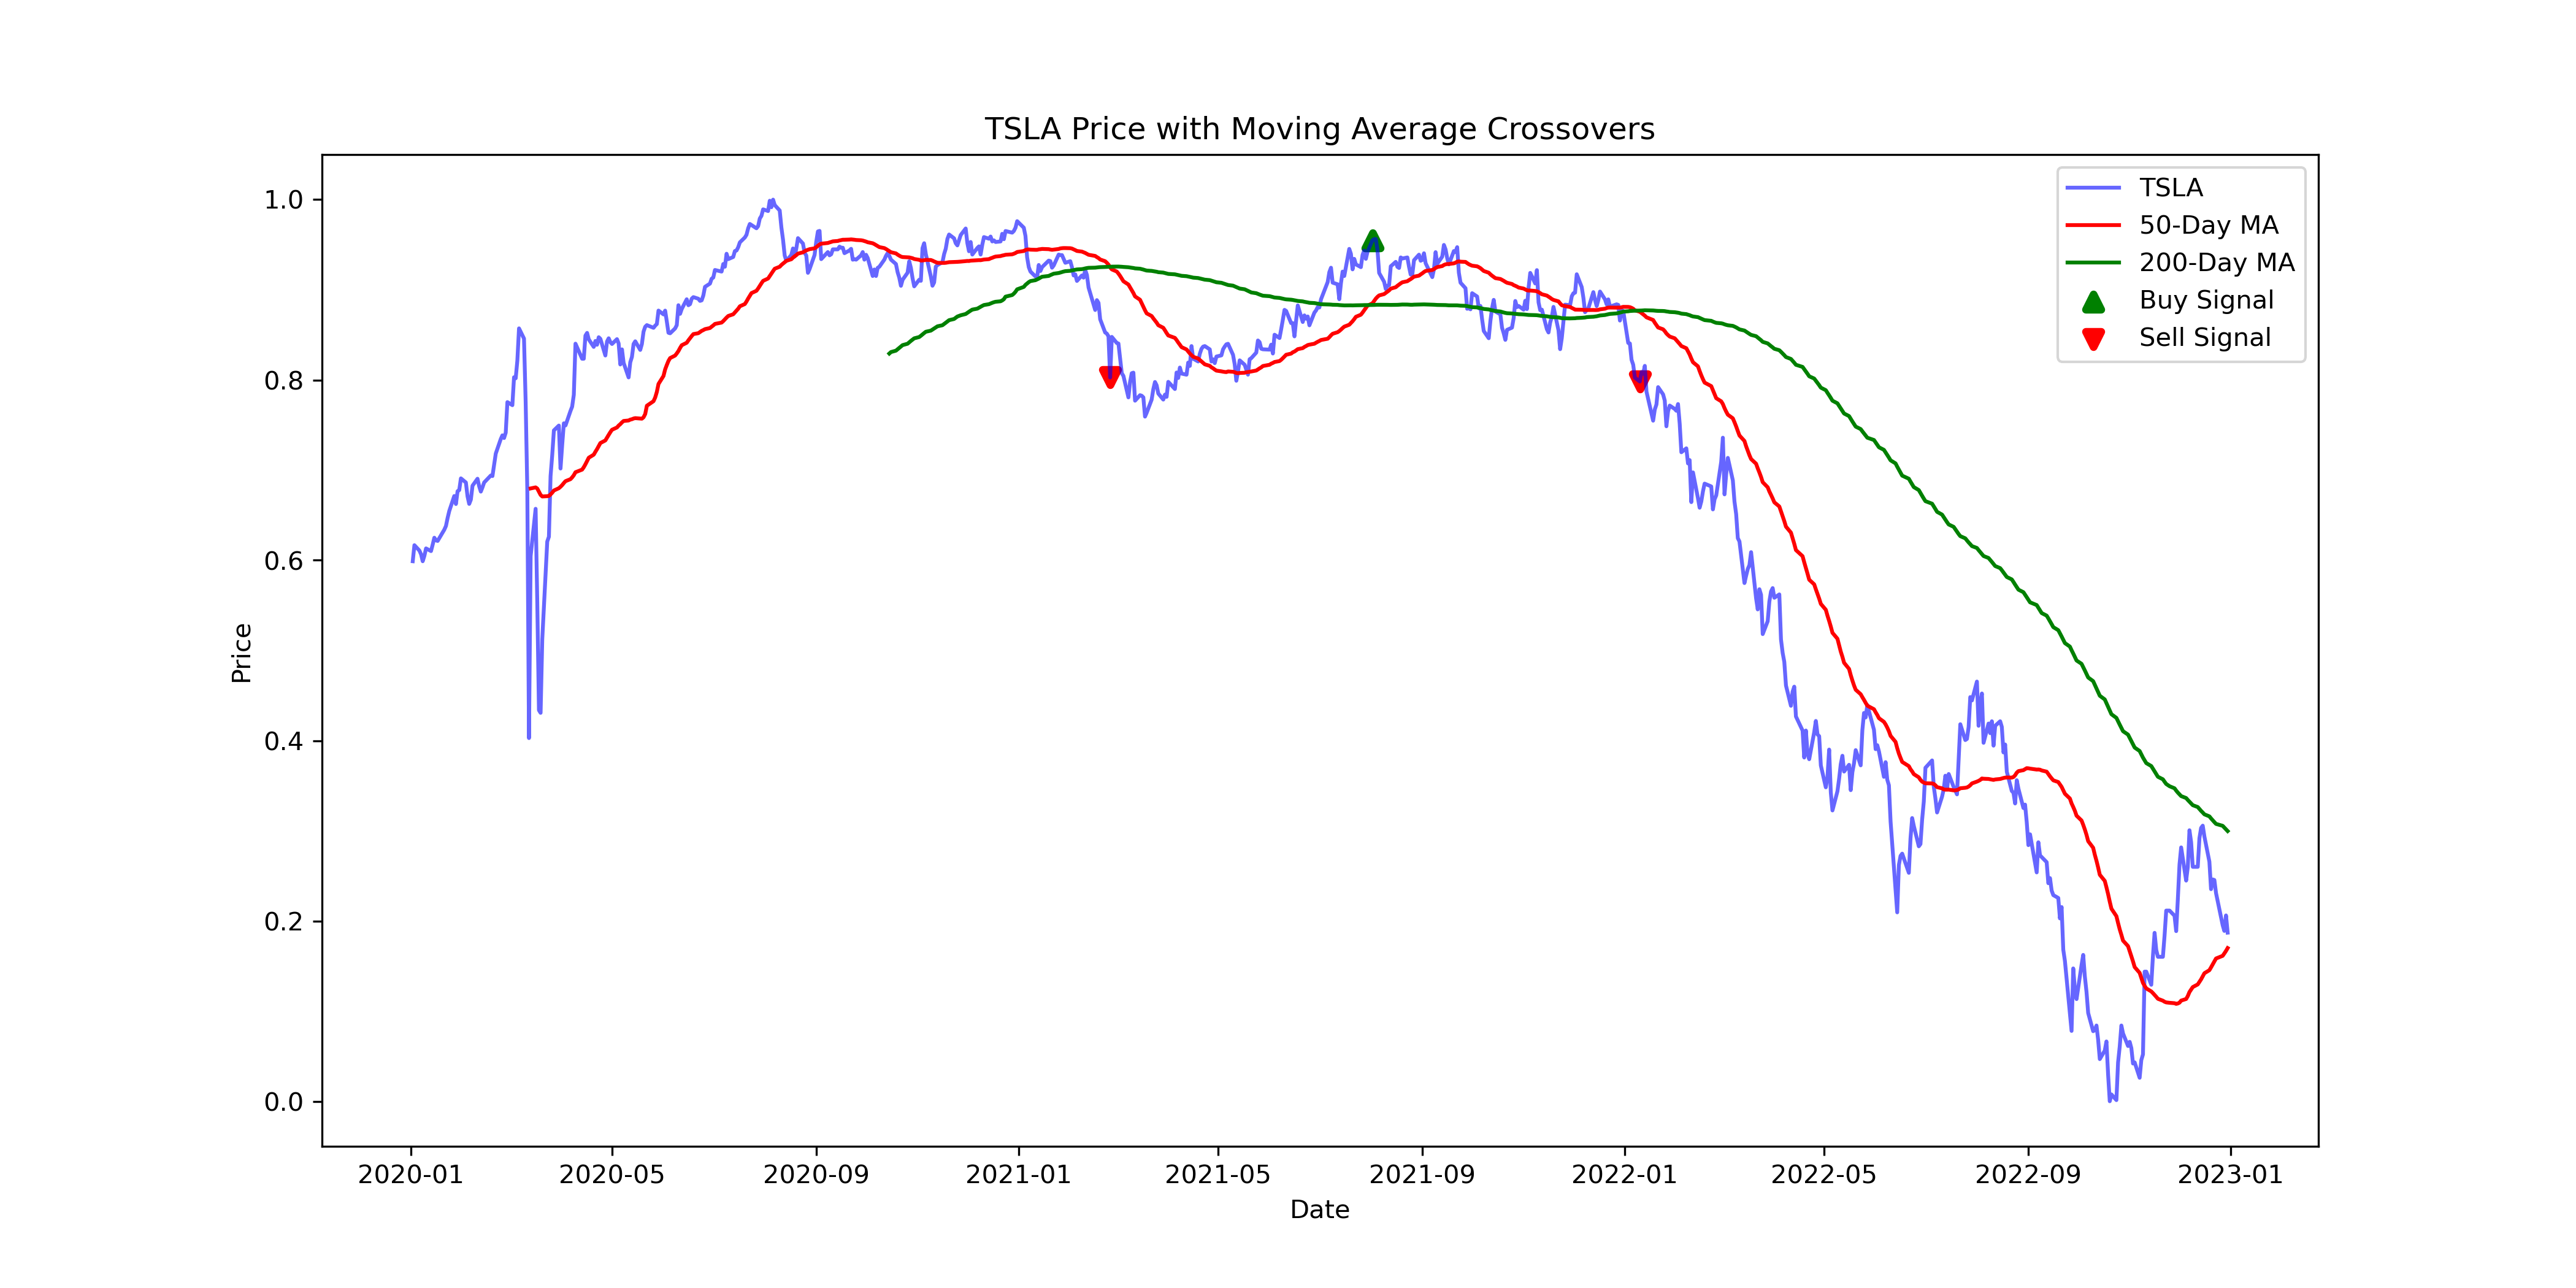 TSLA Price with Moving Average Crossovers
TSLA
50-Day MA
200-Day MA
Buy Signal
Sell Signal
Price
1.0
0.8
0.6
0.4
0.2
0.0
2020-01 2020-05 2020-09 2021-01 2021-05 2021-09 2022-01 2022-05 2022-09 2023-01
Date